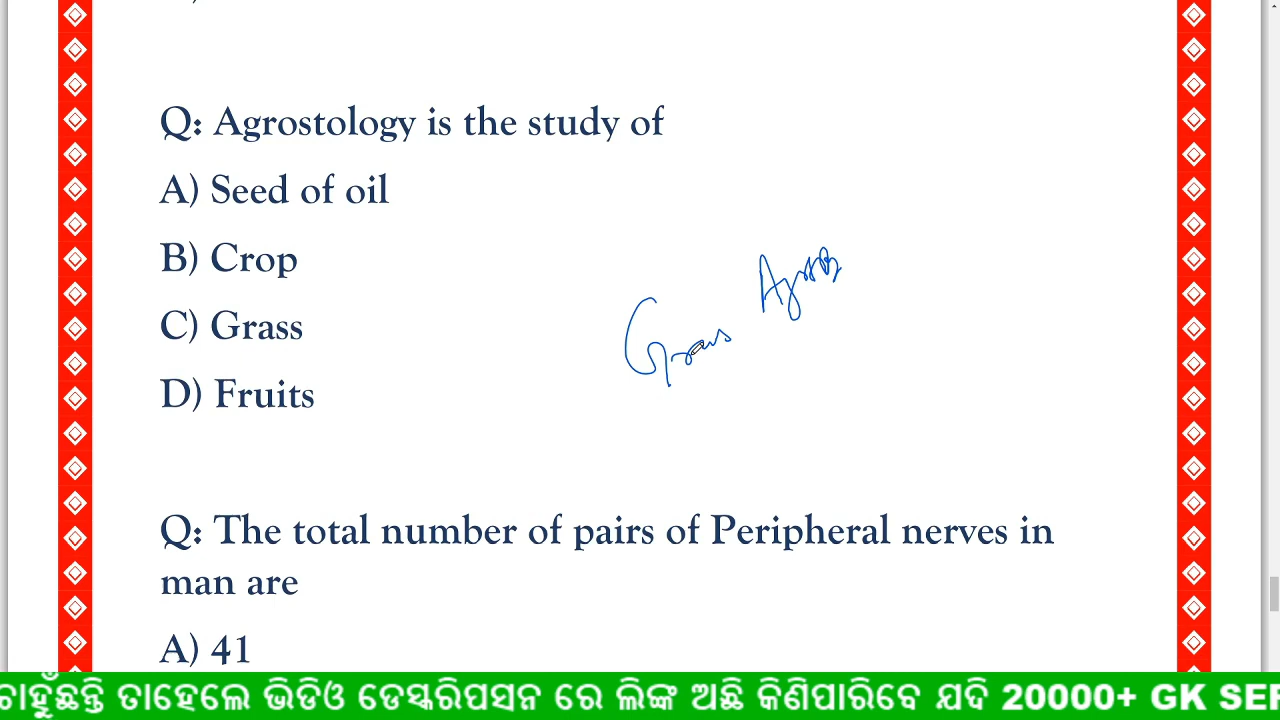 Q: Agrostology is the study of
A) Seed of oil
B) Crop
C) Grass
D) Fruits
Grass
Q: The total number of pairs of Peripheral nerves in
man are
A) 41
ଚାହୁଁଛନ୍ତି ତାହେଲେ ଭିଡିଓ ଡେସ୍କରିପସନ ରେ ଲିଙ୍କ ଅଛି କିଣିପାରିବେ ଯଦି 20000+ GK SER